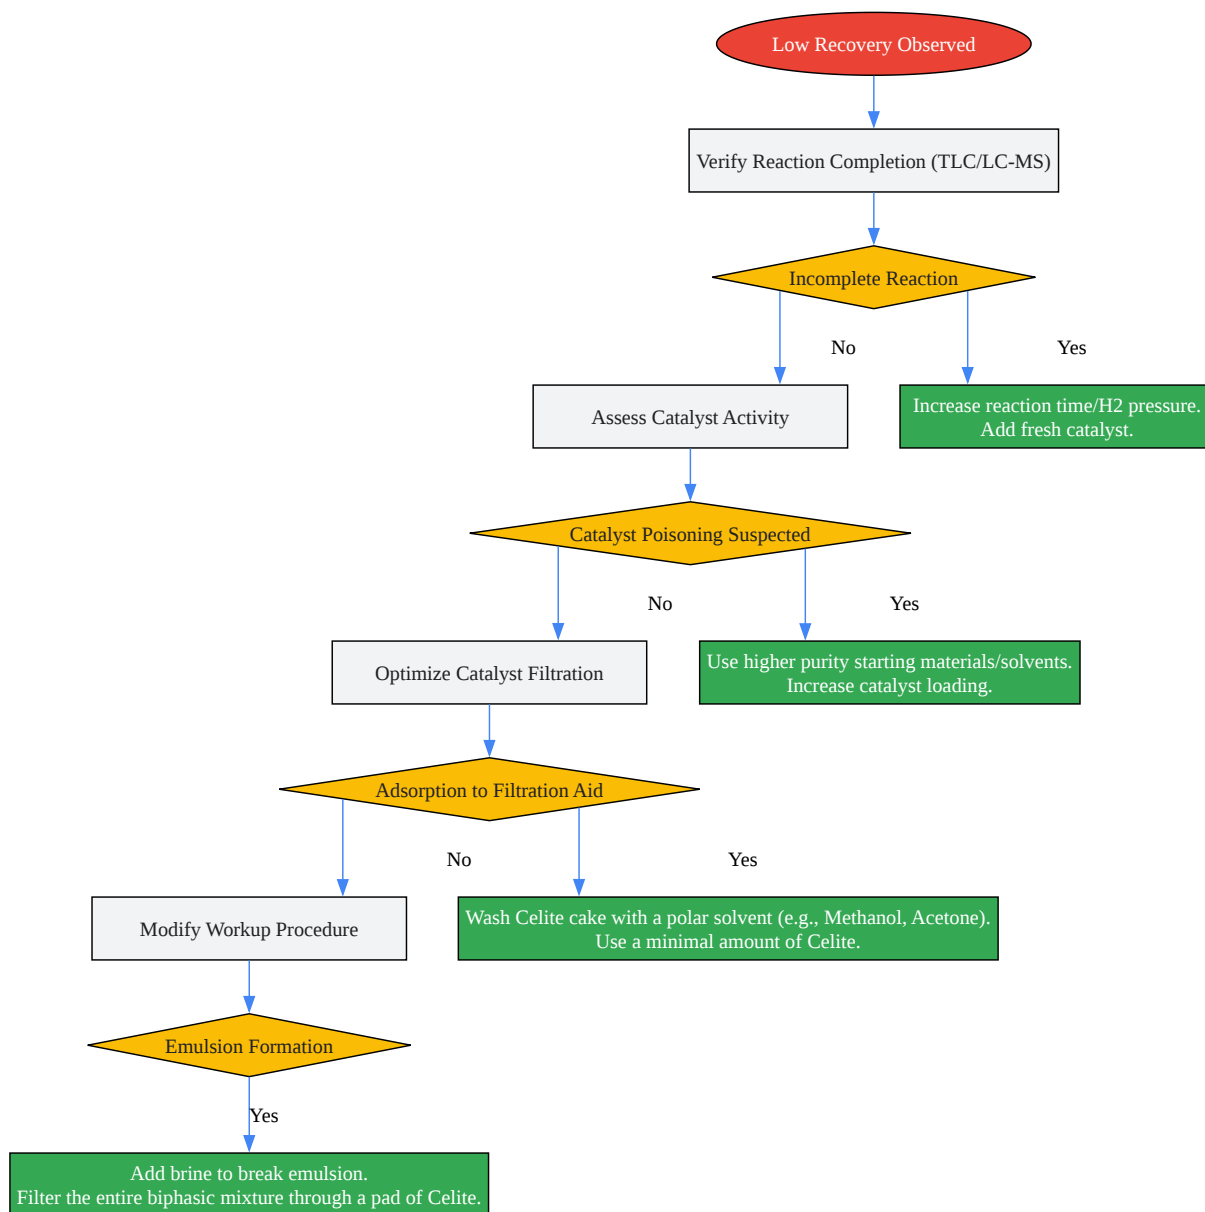 Low Recovery Observed
Verify Reaction Completion (TLC/LC-MS)
Incomplete Reaction
No
Yes
Assess Catalyst Activity
Increase reaction time/H2 pressure.
Add fresh catalyst.
Catalyst Poisoning Suspected
No
Yes
Optimize Catalyst Filtration
Use higher purity starting materials/solvents.
Increase catalyst loading.
Adsorption to Filtration Aid
No
Yes
Modify Workup Procedure
Wash Celite cake with a polar solvent (e.g., Methanol, Acetone).
Use a minimal amount of Celite.
Emulsion Formation
Yes
Add brine to break emulsion.
Filter the entire biphasic mixture through a pad of Celite.